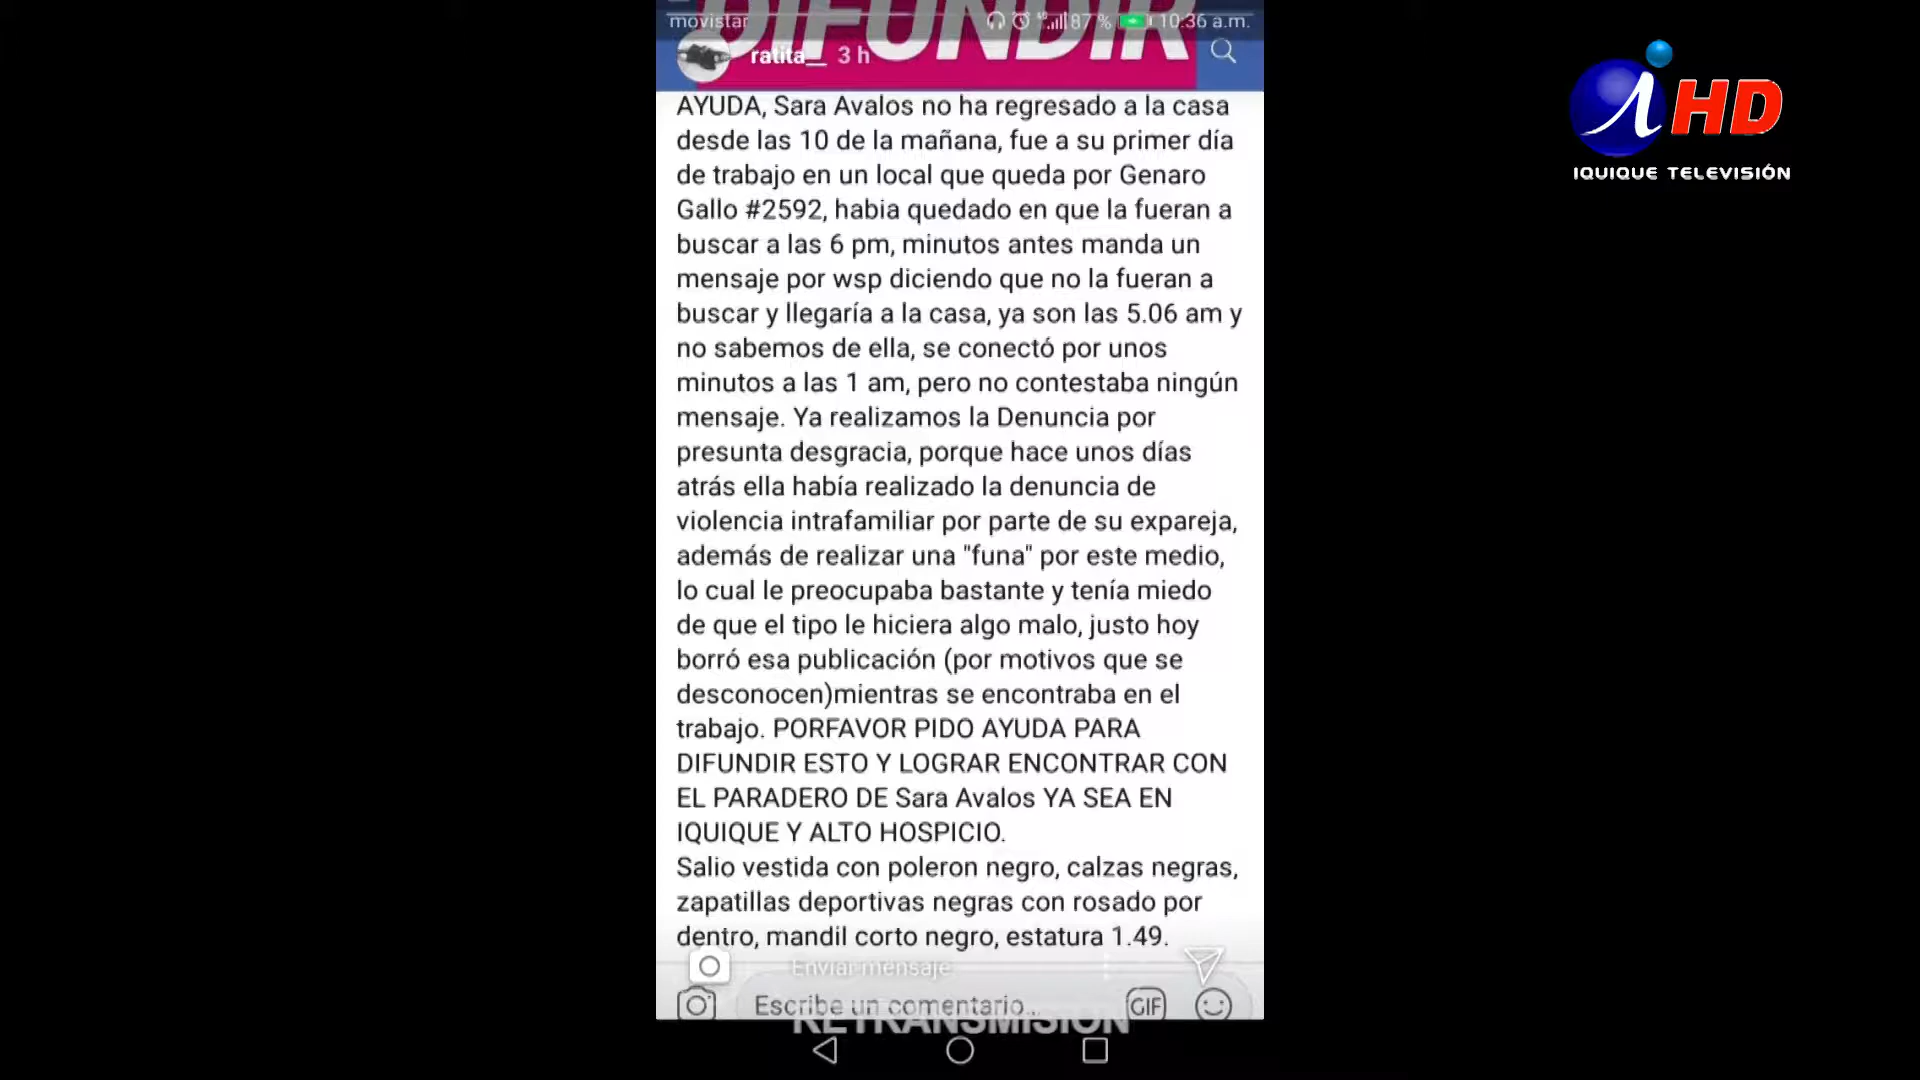 DIFUNDIR
movistar 87 % 10:36 a.m.
ratita__ 3 h
HD
IQUIQUE TELEVISIÓN
AYUDA, Sara Avalos no ha regresado a la casa
desde las 10 de la mañana, fue a su primer día
de trabajo en un local que queda por Genaro
Gallo #2592, habia quedado en que la fueran a
buscar a las 6 pm, minutos antes manda un
mensaje por wsp diciendo que no la fueran a
buscar y llegaría a la casa, ya son las 5.06 am y
no sabemos de ella, se conectó por unos
minutos a las 1 am, pero no contestaba ningún
mensaje. Ya realizamos la Denuncia por
presunta desgracia, porque hace unos días
atrás ella había realizado la denuncia de
violencia intrafamiliar por parte de su expareja,
además de realizar una "funa" por este medio,
lo cual le preocupaba bastante y tenía miedo
de que el tipo le hiciera algo malo, justo hoy
borró esa publicación (por motivos que se
desconocen)mientras se encontraba en el
trabajo. PORFAVOR PIDO AYUDA PARA
DIFUNDIR ESTO Y LOGRAR ENCONTRAR CON
EL PARADERO DE Sara Avalos YA SEA EN
IQUIQUE Y ALTO HOSPICIO.
Salio vestida con poleron negro, calzas negras,
zapatillas deportivas negras con rosado por
dentro, mandil corto negro, estatura 1.49.
Enviar mensaje
Escribe un comentario... GIF
RETRANSMISIÓN